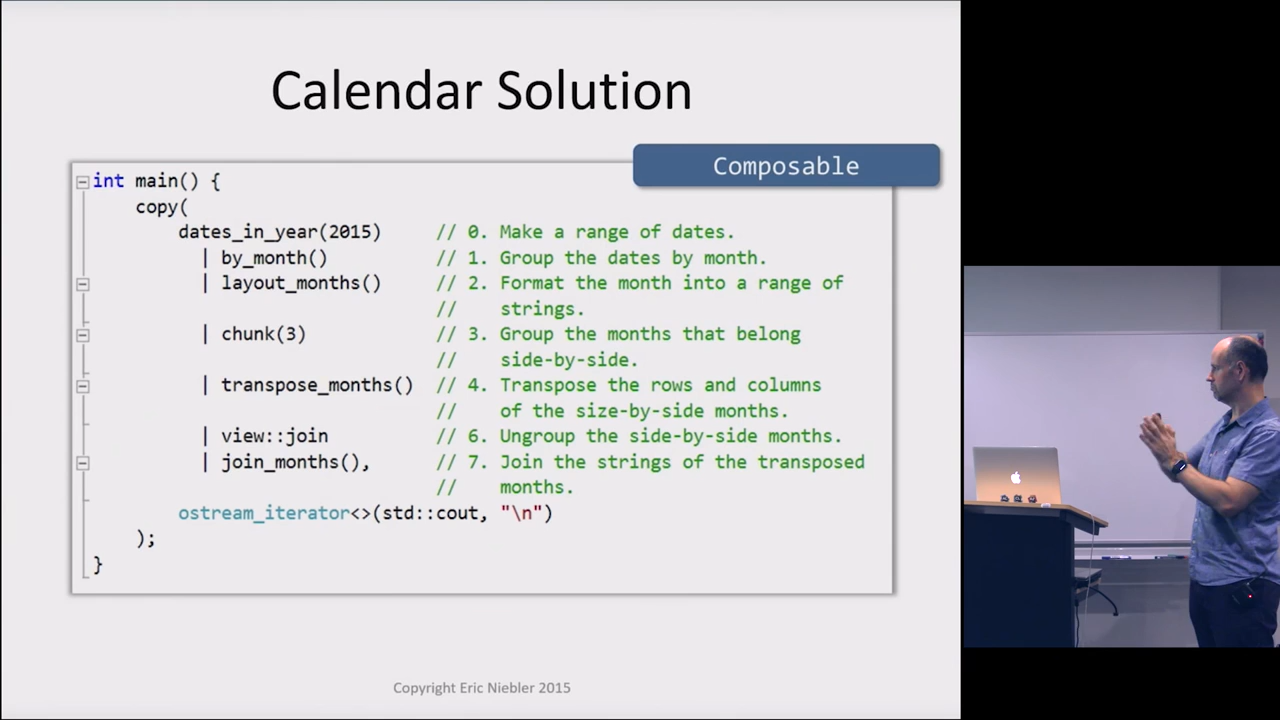 Calendar Solution
Composable
int main() {
copy(
dates_in_year(2015) // 0. Make a range of dates.
| by_month() // 1. Group the dates by month.
| layout_months() // 2. Format the month into a range of
// strings.
| chunk(3) // 3. Group the months that belong
// side-by-side.
| transpose_months() // 4. Transpose the rows and columns
// of the size-by-side months.
| view::join // 6. Ungroup the side-by-side months.
| join_months(), // 7. Join the strings of the transposed
// months.
ostream_iterator<>(std::cout, "\n")
);
}
Copyright Eric Niebler 2015